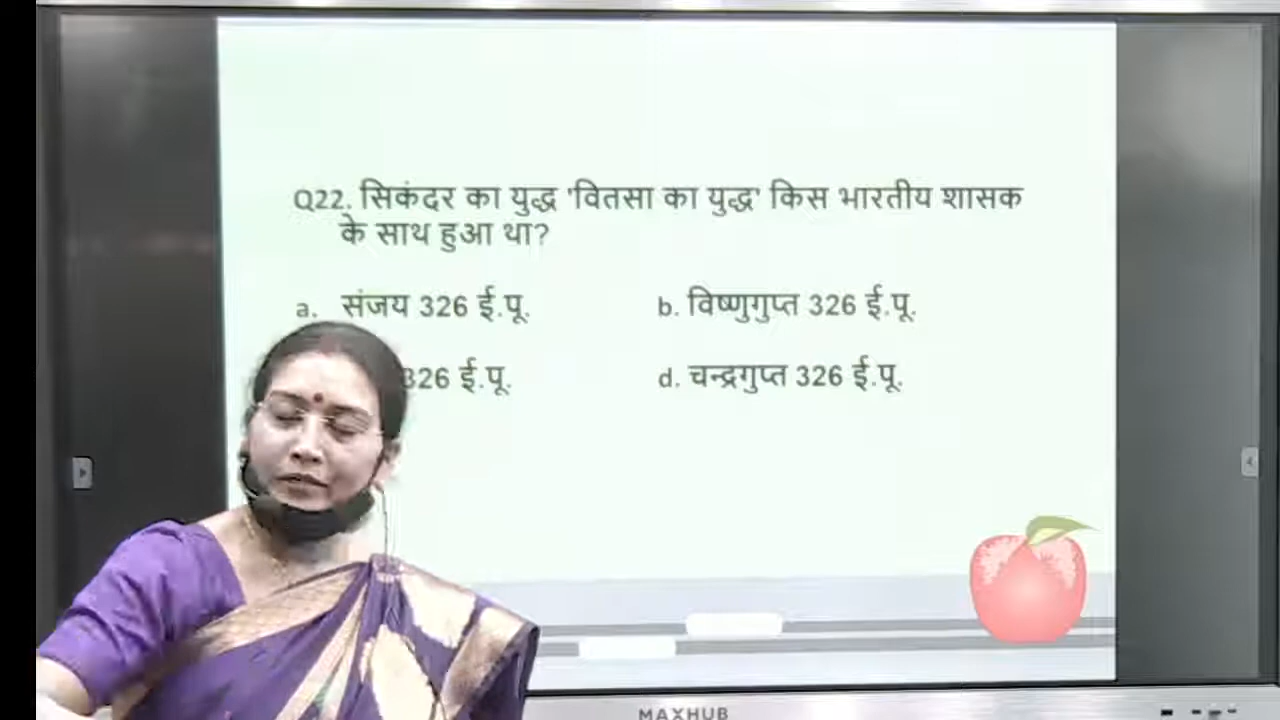 Q22. सिकंदर का युद्ध 'वितसा का युद्ध' किस भारतीय शासक
के साथ हुआ था?
a. संजय 326 ई.पू.
b. विष्णुगुप्त 326 ई.पू.
326 ई.पू.
d. चन्द्रगुप्त 326 ई.पू.
MAXHUB